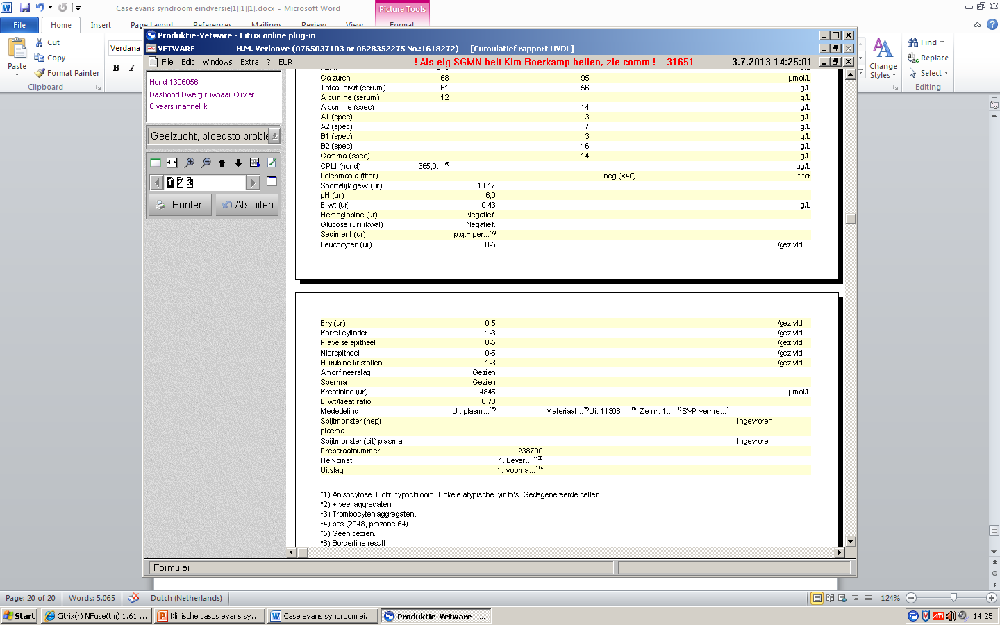 Case evans syndroom eindversie[1][1][1].docx - Microsoft Word
Picture Tools
File Home Insert Page Layout References Mailings Review View Format
Cut
Copy
Format Painter
Paste
Clipboard
Verdana
B I
Change Styles
Find
Replace
Select
Editing
Produktie-Vetware - Citrix online plug-in
VETWARE H.M. Verloove (0765037103 or 0628352275 No.:1618272) - [Cumulatief rapport UVDL]
File Edit Windows Extra ? EUR ! Als eig SGMN belt Kim Boerkamp bellen, zie comm ! 31651 3.7.2013 14:25:01
Hond 1306056
Dashond Dwerg ruwhaar Olivier
6 years mannelijk
Geelzucht, bloedstolproble
1 2 3
Printen Afsluiten
Galzuren 68 95 µmol/L
Totaal eiwit (serum) 61 56 g/L
Albumine (serum) 12 g/L
Albumine (spec) 14 g/L
A1 (spec) 3 g/L
A2 (spec) 7 g/L
B1 (spec) 3 g/L
B2 (spec) 16 g/L
Gamma (spec) 14 g/L
CPLI (hond) 365,0...*6) µg/L
Leishmania (titer) neg (<40) titer
Soortelijk gew. (ur) 1,017
pH (ur) 6,0
Eiwit (ur) 0,43 g/L
Hemoglobine (ur) Negatief.
Glucose (ur) (kwal) Negatief.
Sediment (ur) p.g.= per...*7)
Leucocyten (ur) 0-5 /gez.vld ...
Ery (ur) 0-5 /gez.vld ...
Korrel cylinder 1-3 /gez.vld ...
Plaveiselepitheel 0-5 /gez.vld ...
Nierepitheel 0-5 /gez.vld ...
Bilirubine kristallen 1-3 /gez.vld ...
Amorf neerslag Gezien
Sperma Gezien
Kreatinine (ur) 4845 µmol/L
Eiwit/kreat ratio 0,78
Mededeling Uit plasm...*8) Materiaal...*9) Uit 11306...*10) Zie nr. 1...*11) SVP verme...*
Spijtmonster (hep) Ingevroren.
plasma
Spijtmonster (cit) plasma Ingevroren.
Preparaatnummer 238790
Herkomst 1. Lever....*13)
Uitslag 1. Voorna...*14
*1) Anisocytose. Licht hypochroom. Enkele atypische lymfo's. Gedegenereerde cellen.
*2) + veel aggregaten
*3) Trombocyten aggregaten.
*4) pos (2048, prozone 64)
*5) Geen gezien.
*6) Borderline result.
Formular
Page: 20 of 20 Words: 5.065 Dutch (Netherlands) 124%
Start Citrix(r) NFuse(tm) 1.61 ... Klinische casus evans sy... Case evans syndroom ei... Produktie-Vetware - ... ATI 14:25